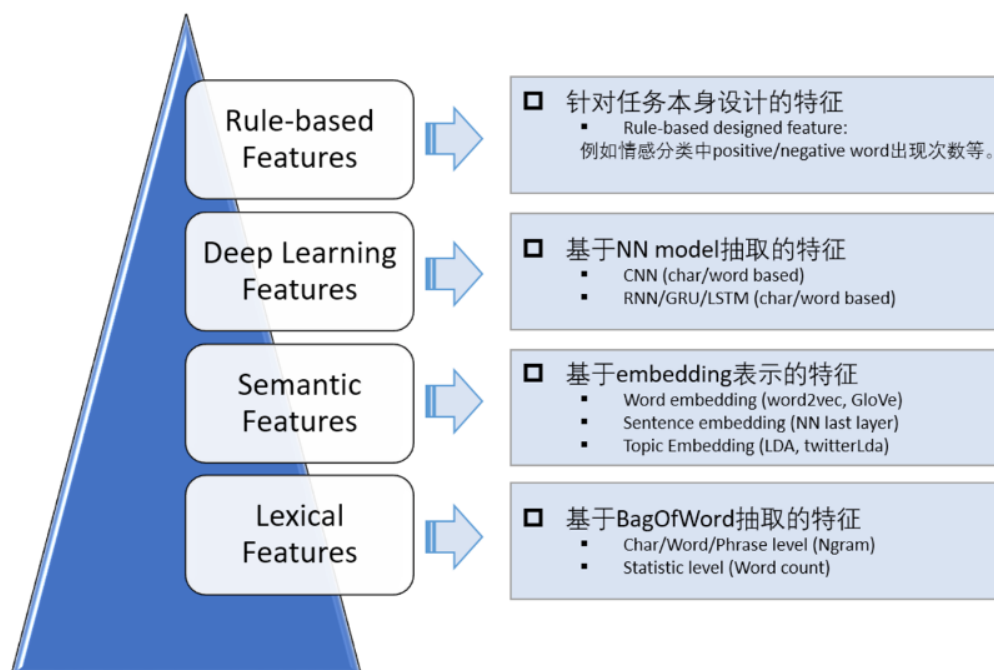 Rule-based
Features
针对任务本身设计的特征
Rule-based designed feature:
例如情感分类中positive/negative word出现次数等。
Deep Learning
Features
基于NN model抽取的特征
CNN (char/word based)
RNN/GRU/LSTM (char/word based)
Semantic
Features
基于embedding表示的特征
Word embedding (word2vec, GloVe)
Sentence embedding (NN last layer)
Topic Embedding (LDA, twitterLda)
Lexical
Features
基于BagOfWord抽取的特征
Char/Word/Phrase level (Ngram)
Statistic level (Word count)